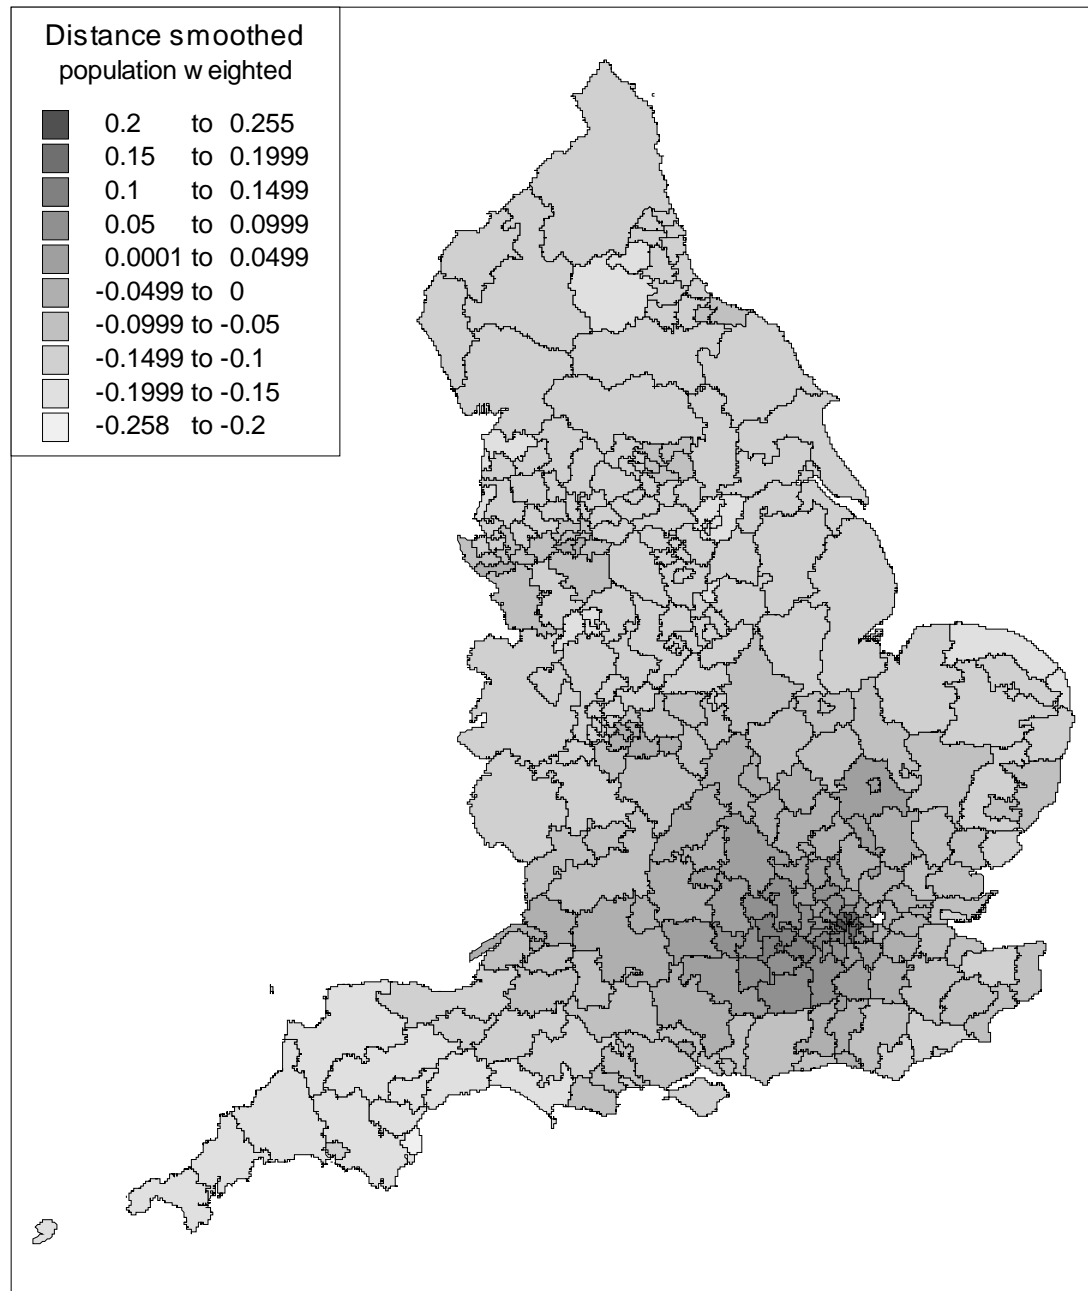 Distance smoothed
population weighted
0.2 to 0.255
0.15 to 0.1999
0.1 to 0.1499
0.05 to 0.0999
0.0001 to 0.0499
-0.0499 to 0
-0.0999 to -0.05
-0.1499 to -0.1
-0.1999 to -0.15
-0.258 to -0.2